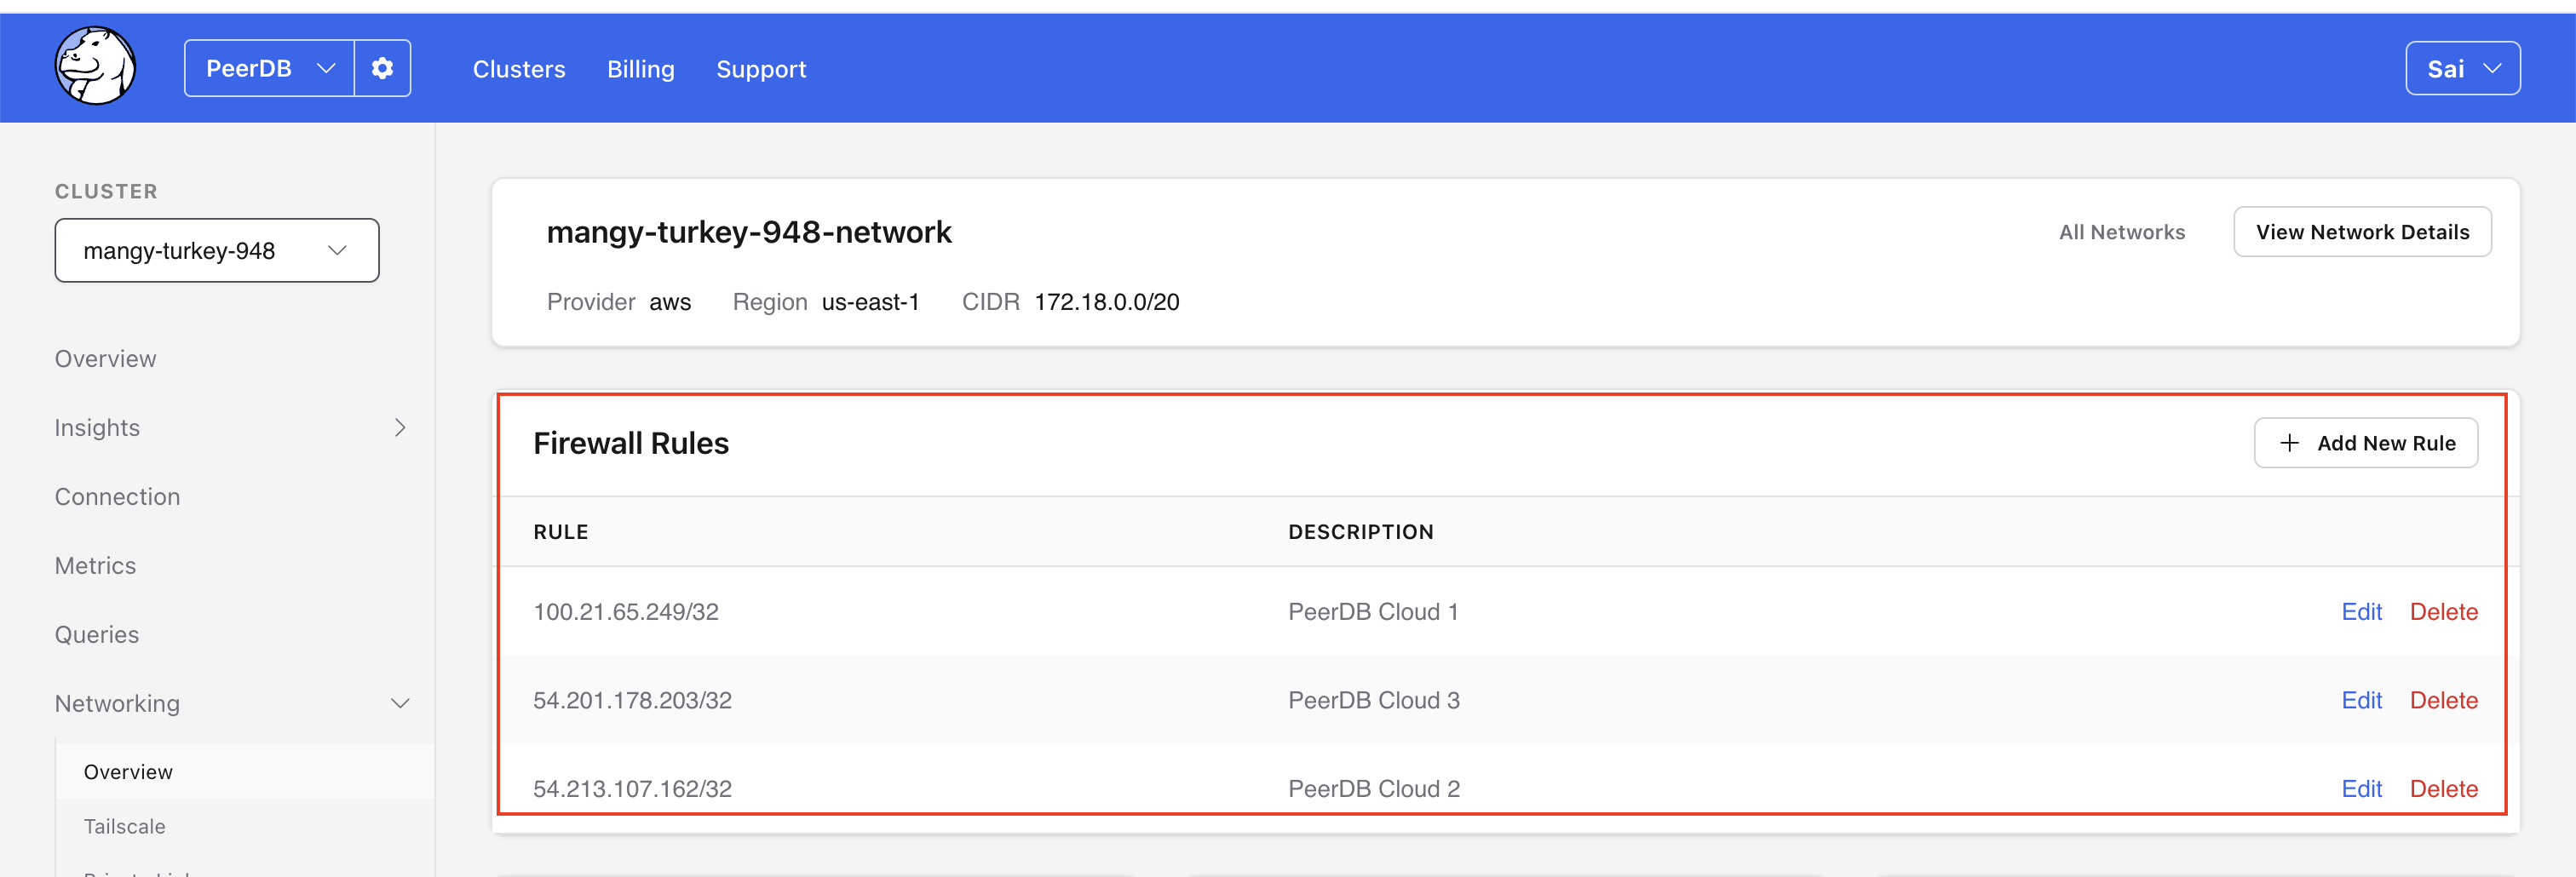 PeerDB
Clusters
Billing
Support
Sai
CLUSTER
mangy-turkey-948
Overview
Insights
Connection
Metrics
Queries
Networking
Overview
Tailscale
mangy-turkey-948-network
All Networks
View Network Details
Provider aws Region us-east-1 CIDR 172.18.0.0/20
Firewall Rules
Add New Rule
RULE DESCRIPTION
100.21.65.249/32 PeerDB Cloud 1 Edit Delete
54.201.178.203/32 PeerDB Cloud 3 Edit Delete
54.213.107.162/32 PeerDB Cloud 2 Edit Delete